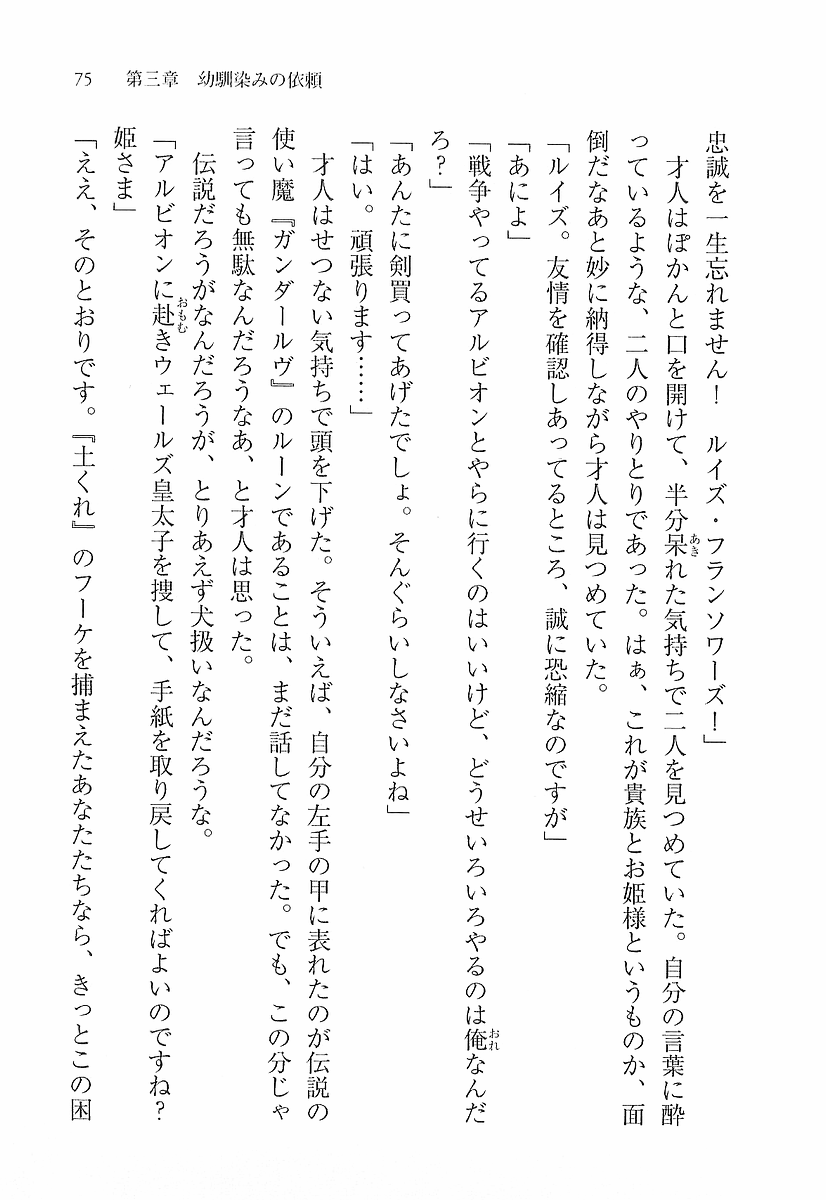 75　第三章　幼馴染みの依頼
忠誠を一生忘れません！　ルイズ・フランソワーズ！」
　才人はぽかんと口を開けて、半分呆れた気持ちで二人を見つめていた。自分の言葉に酔
っているような、二人のやりとりであった。はぁ、これが貴族とお姫様というものか、面
倒だなあと妙に納得しながら才人は見つめていた。
「ルイズ。友情を確認しあってるところ、誠に恐縮なのですが」
「あによ」
「戦争やってるアルビオンとやらに行くのはいいけど、どうせいろいろやるのは俺なんだ
ろ？」
「あんたに剣買ってあげたでしょ。そんぐらいしなさいよね」
「はい。頑張ります……」
　才人はせつない気持ちで頭を下げた。そういえば、自分の左手の甲に表れたのが伝説の
使い魔『ガンダールヴ』のルーンであることは、まだ話してなかった。でも、この分じゃ
言っても無駄なんだろうなあ、と才人は思った。
　伝説だろうがなんだろうが、とりあえず犬扱いなんだろうな。
「アルビオンに赴きウェールズ皇太子を捜して、手紙を取り戻してくればよいのですね？
姫さま」
「ええ、そのとおりです。『土くれ』のフーケを捕まえたあなたたちなら、きっとこの困
あき
おれ
おもむ